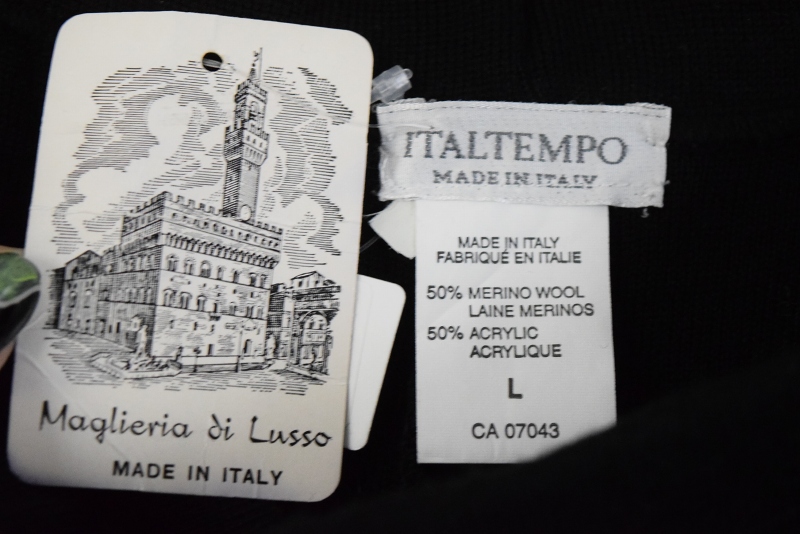 Maglieria di Lusso
MADE IN ITALY
ITALTEMPO
MADE IN ITALY
MADE IN ITALY
FABRIQUÉ EN ITALIE
50% MERINO WOOL
LAINE MERINOS
50% ACRYLIC
ACRYLIQUE
L
CA 07043